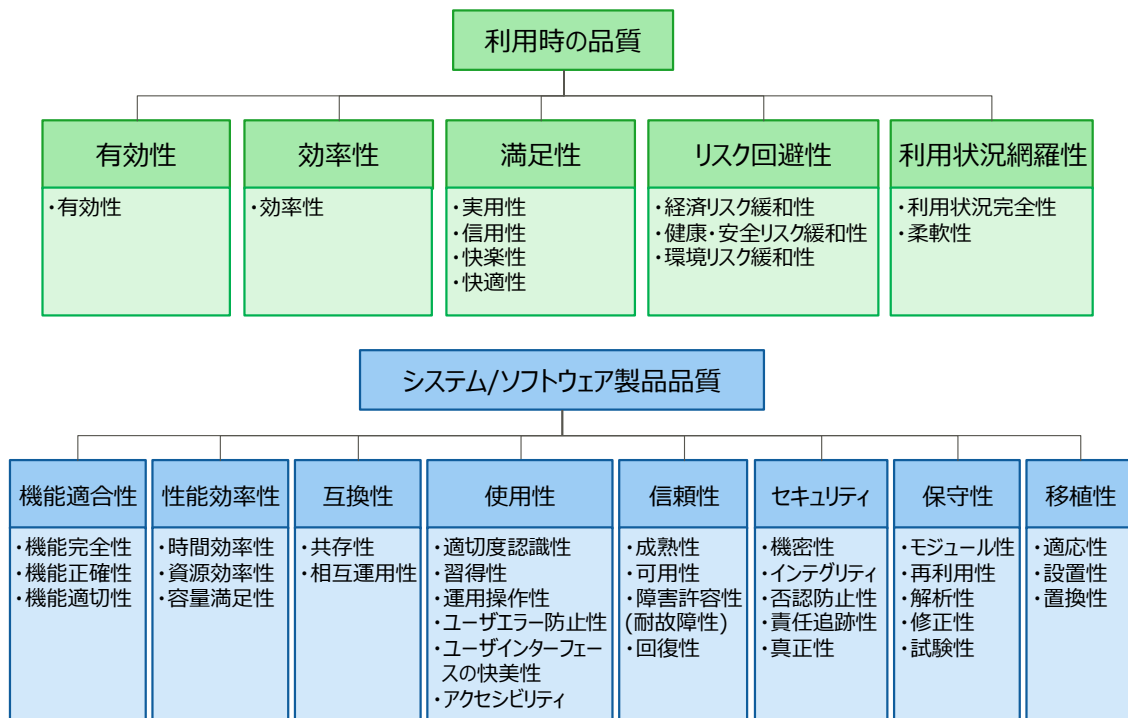 利用時の品質
有効性
・有効性
効率性
・効率性
満足性
・実用性
・信用性
・快楽性
・快適性
リスク回避性
・経済リスク緩和性
・健康・安全リスク緩和性
・環境リスク緩和性
利用状況網羅性
・利用状況完全性
・柔軟性
システム/ソフトウェア製品品質
機能適合性
・機能完全性
・機能正確性
・機能適切性
性能効率性
・時間効率性
・資源効率性
・容量満足性
互換性
・共存性
・相互運用性
使用性
・適切度認識性
・習得性
・運用操作性
・ユーザエラー防止性
・ユーザインターフェー
スの快美性
・アクセシビリティ
信頼性
・成熟性
・可用性
・障害許容性
(耐故障性)
・回復性
セキュリティ
・機密性
・インテグリティ
・否認防止性
・責任追跡性
・真正性
保守性
・モジュール性
・再利用性
・解析性
・修正性
・試験性
移植性
・適応性
・設置性
・置換性